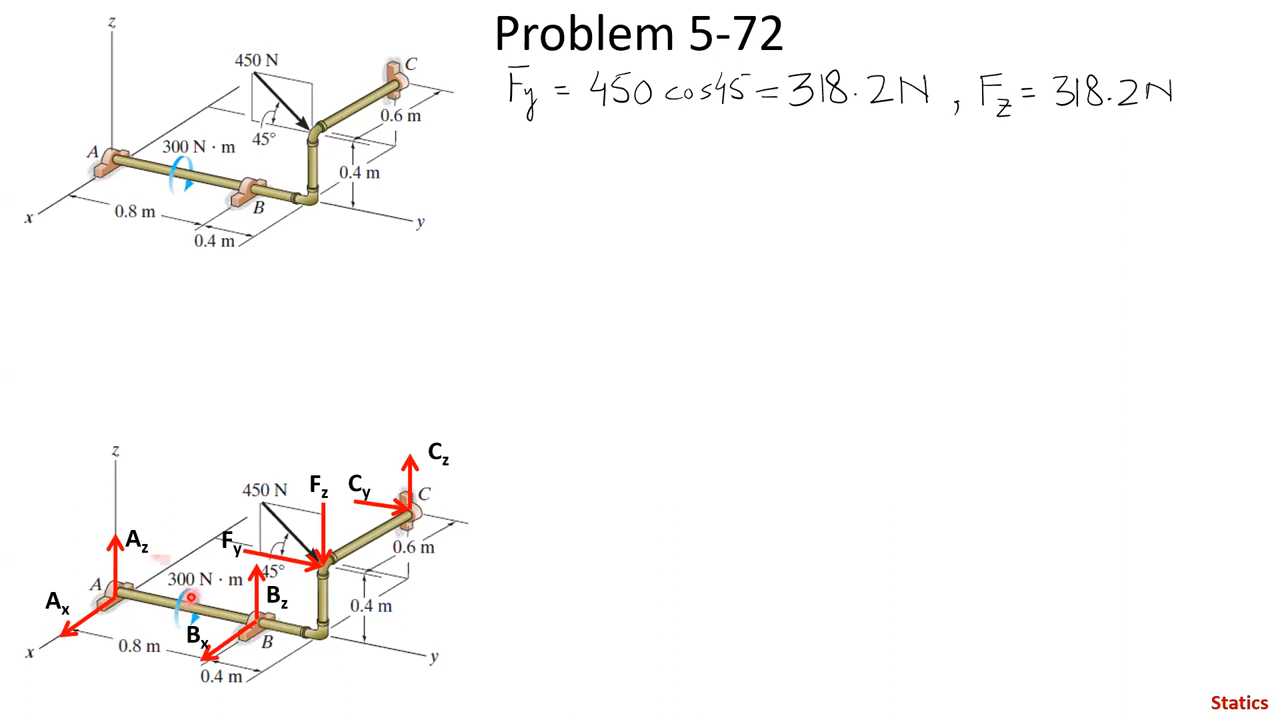 Problem 5-72
Fy = 450 cos45 = 318.2N , Fz = 318.2N
z
450 N
C
0.6 m
45°
A
300 N · m
0.4 m
B
x
0.8 m
y
0.4 m
z
Cz
450 N
Fz
Cy
C
Az
Fy
0.6 m
45°
A
300 N · m
Bz
Ax
0.4 m
Bx
B
x
0.8 m
y
0.4 m
Statics